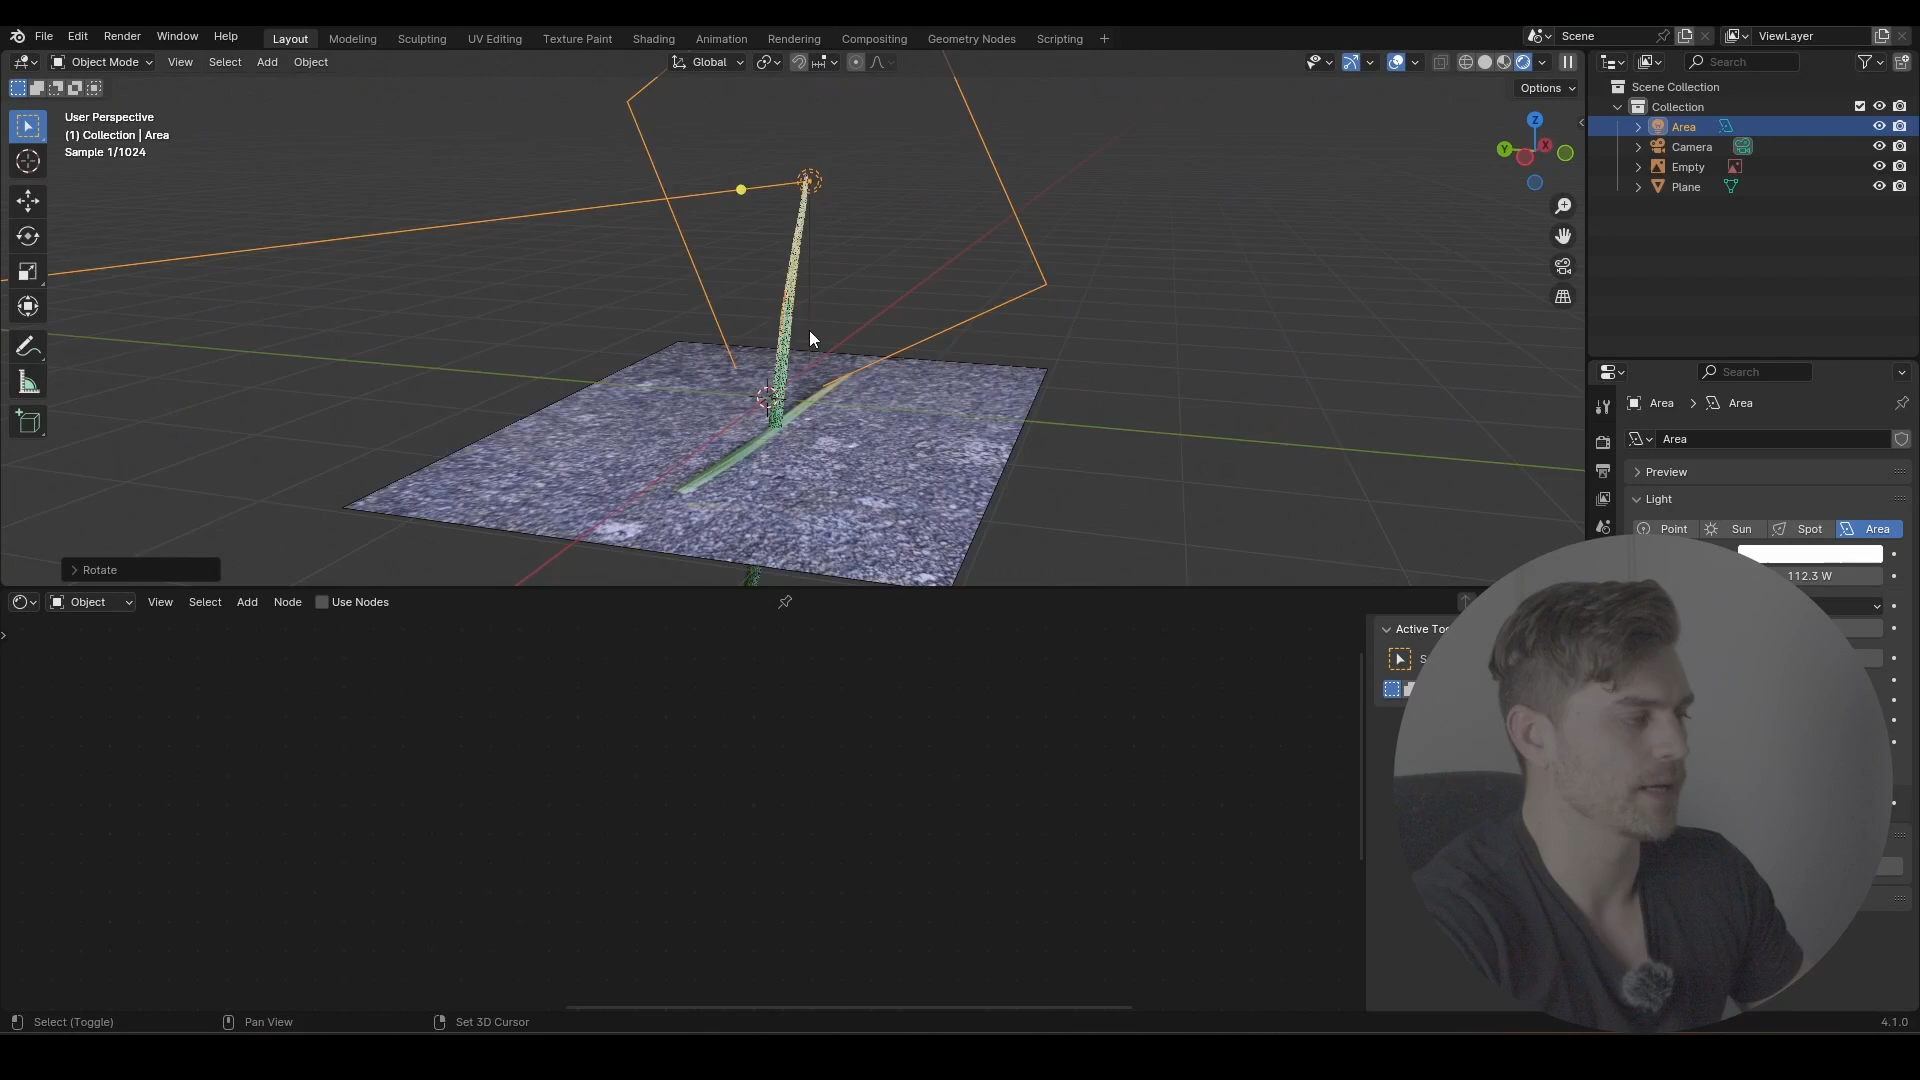 File Edit Render Window Help
Layout Modeling Sculpting UV Editing Texture Paint Shading Animation Rendering Compositing Geometry Nodes Scripting +
Scene
ViewLayer
Object Mode View Select Add Object
Global
Options
Search
User Perspective
(1) Collection | Area
Sample 1/1024
Z
Y
X
Scene Collection
Collection
Area
Camera
Empty
Plane
Search
Area > Area
Area
Preview
Light
Point Sun Spot Area
112.3 W
Rotate
Object View Select Add Node Use Nodes
Active
Select (Toggle) Pan View Set 3D Cursor
4.1.0